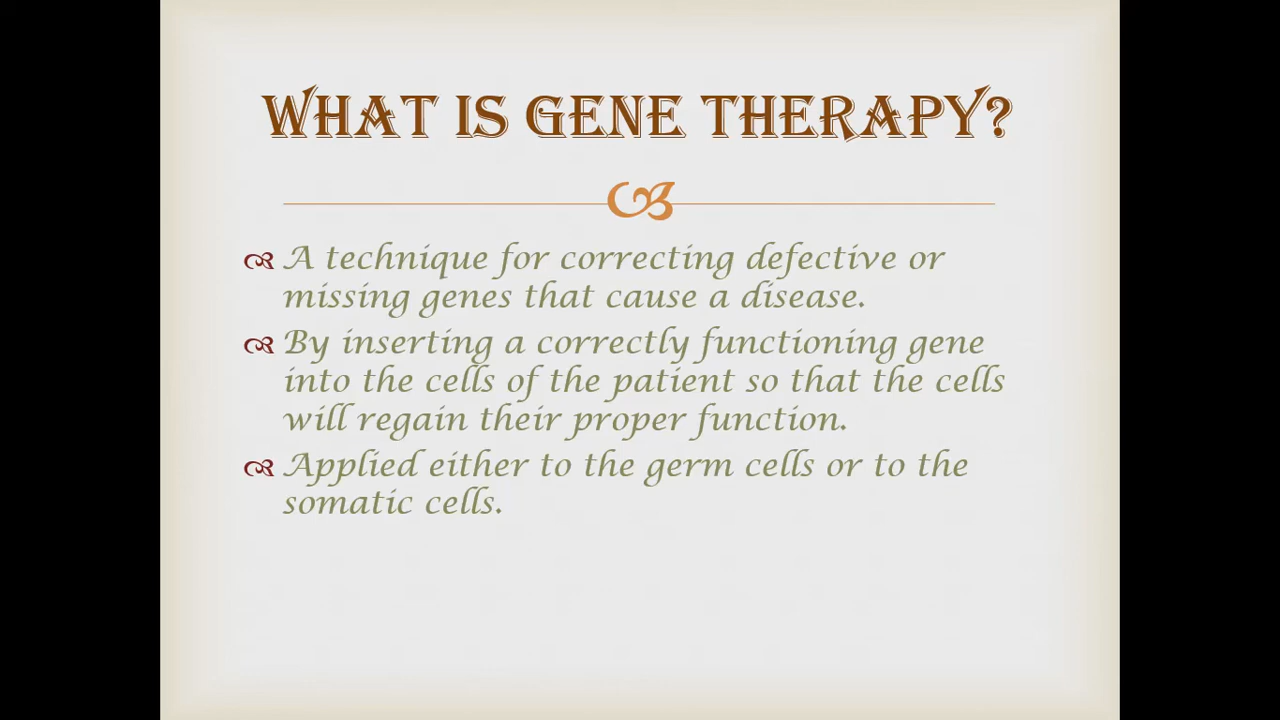 WHAT IS GENE THERAPY?
A technique for correcting defective or
missing genes that cause a disease.
By inserting a correctly functioning gene
into the cells of the patient so that the cells
will regain their proper function.
Applied either to the germ cells or to the
somatic cells.